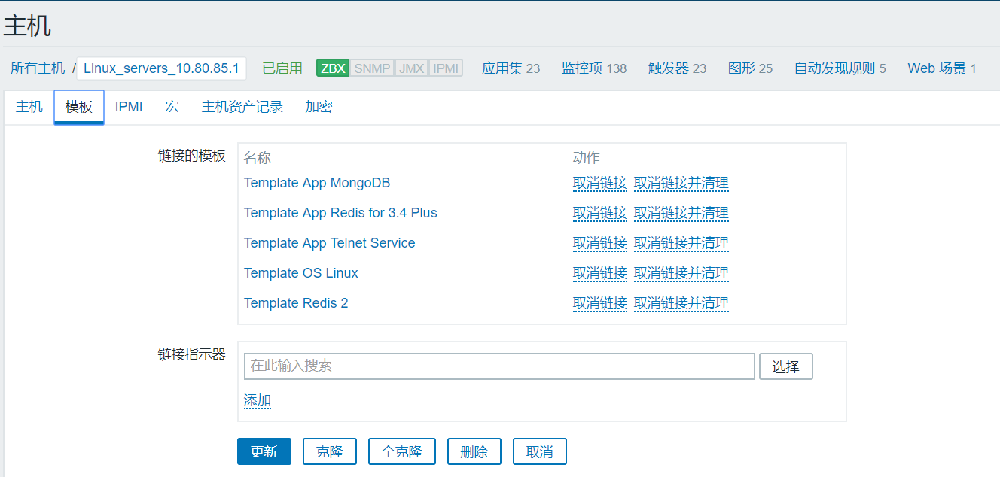 主机
所有主机 / Linux_servers_10.80.85.1 已启用 ZBX SNMP JMX IPMI 应用集 23 监控项 138 触发器 23 图形 25 自动发现规则 5 Web 场景 1
主机 模板 IPMI 宏 主机资产记录 加密
链接的模板 名称 动作
Template App MongoDB 取消链接 取消链接并清理
Template App Redis for 3.4 Plus 取消链接 取消链接并清理
Template App Telnet Service 取消链接 取消链接并清理
Template OS Linux 取消链接 取消链接并清理
Template Redis 2 取消链接 取消链接并清理
链接指示器 在此输入搜索 选择
添加
更新 克隆 全克隆 删除 取消